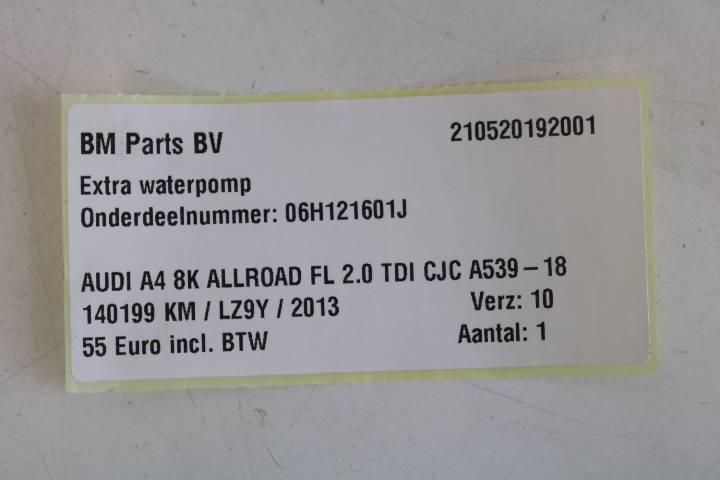 BM Parts BV 210520192001
Extra waterpomp
Onderdeelnummer: 06H121601J
AUDI A4 8K ALLROAD FL 2.0 TDI CJC A539-18
140199 KM / LZ9Y / 2013 Verz: 10
55 Euro incl. BTW Aantal: 1